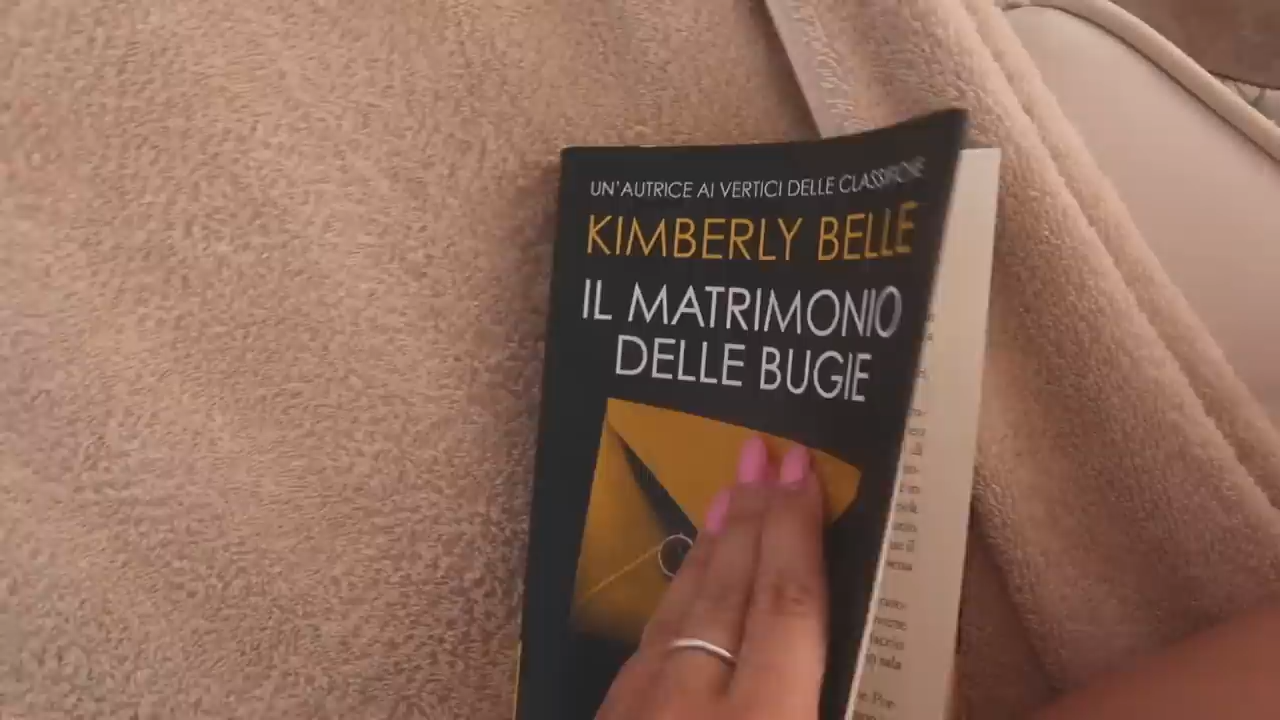 UN'AUTRICE AI VERTICI DELLE CLASSIFICHE
KIMBERLY BELLE
IL MATRIMONIO
DELLE BUGIE